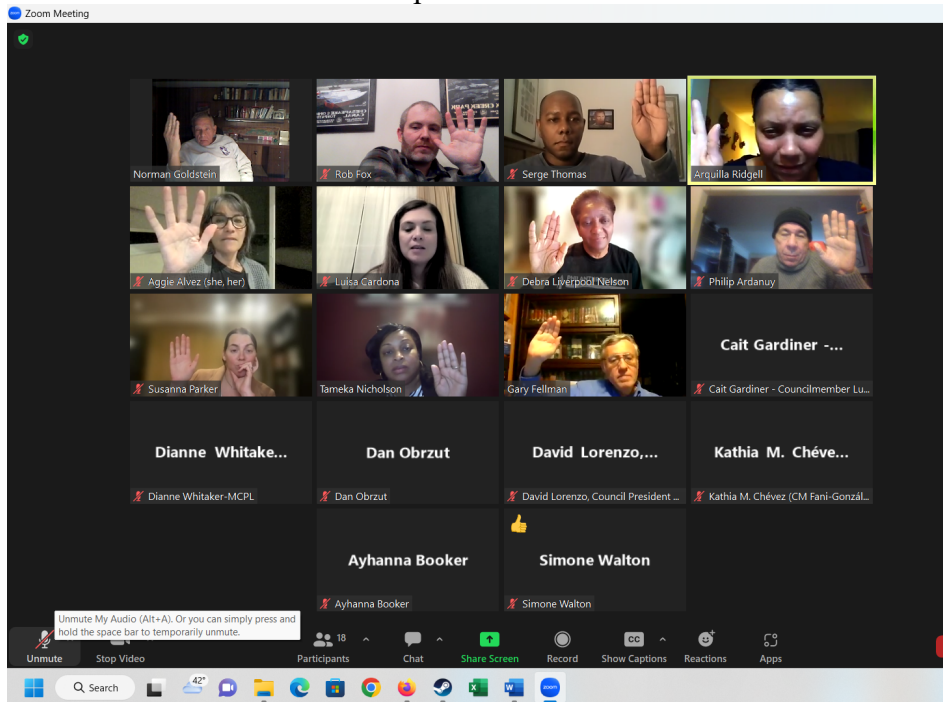 Zoom Meeting
Norman Goldstein
Rob Fox
Serge Thomas
Arquilla Ridgell
Aggie Alvez (she, her)
Luisa Cardona
Debra Liverpool Nelson
Philip Ardanuy
Susanna Parker
Tameka Nicholson
Gary Fellman
Cait Gardiner -...
Cait Gardiner - Councilmember Lu...
Dianne Whitake...
Dianne Whitaker-MCPL
Dan Obrzut
Dan Obrzut
David Lorenzo,...
David Lorenzo, Council President ...
Kathia M. Chéve...
Kathia M. Chévez (CM Fani-Gonzál...
Ayhanna Booker
Ayhanna Booker
Simone Walton
Simone Walton
Unmute My Audio (Alt+A). Or you can simply press and
hold the space bar to temporarily unmute.
Unmute
Stop Video
18
Participants
Chat
Share Screen
Record
CC
Show Captions
Reactions
Apps
Search
42°
zoom